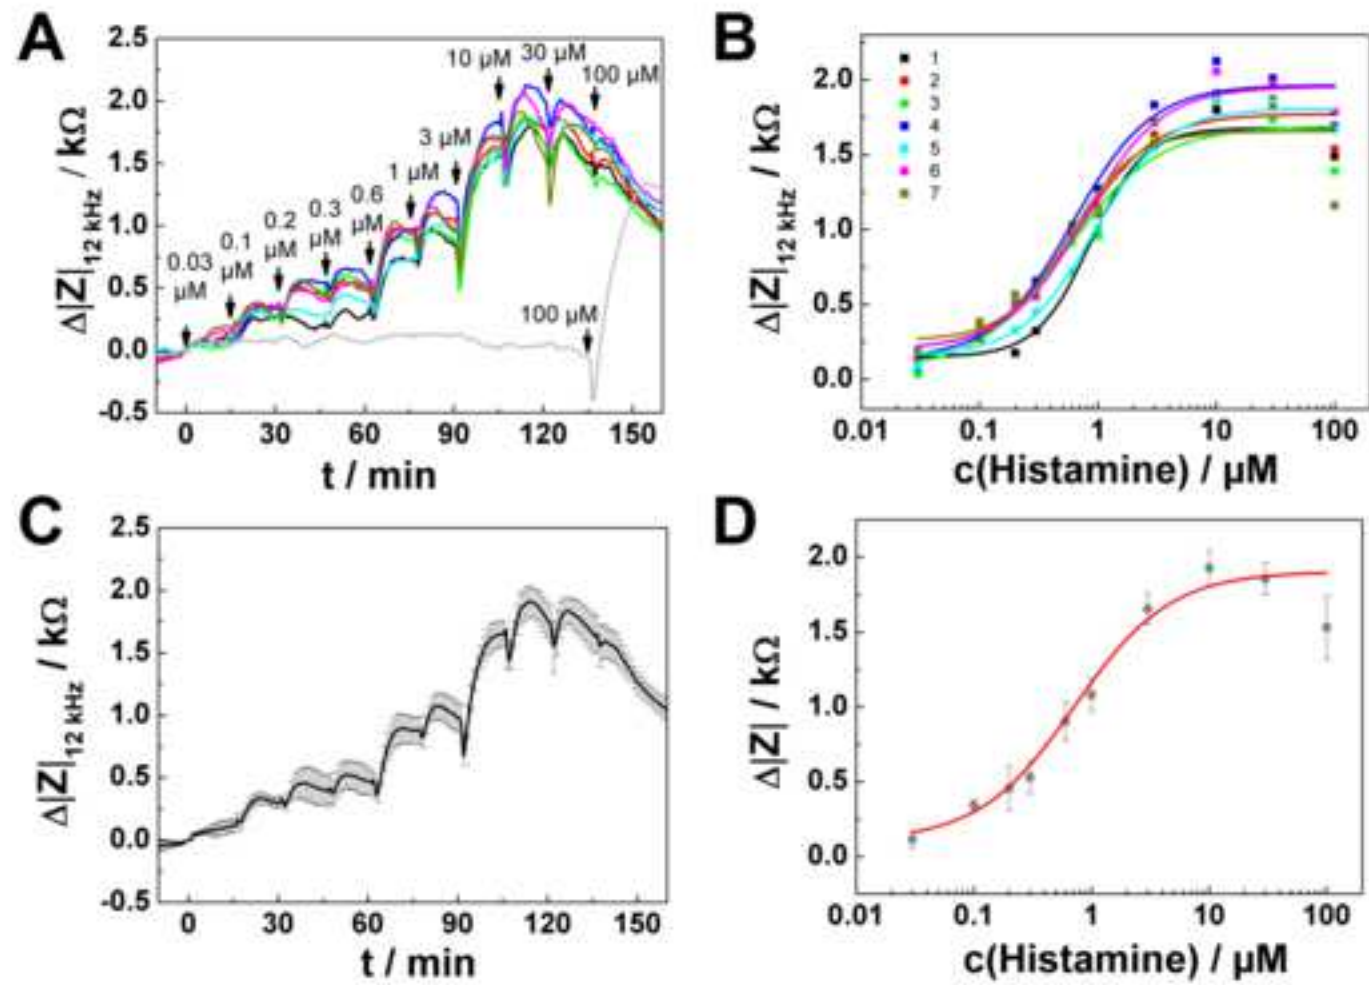 A
2.5
2.0
1.5
1.0
0.5
0.0
-0.5
Δ|Z|12 kHz / kΩ
0.03
µM
0.1
µM
0.2
µM
0.3
µM
0.6
µM
1 µM
3 µM
10 µM
30 µM
100 µM
100 µM
0
30
60
90
120
150
t / min
B
2.0
1.5
1.0
0.5
0.0
Δ|Z|12 kHz / kΩ
1
2
3
4
5
6
7
0.01
0.1
1
10
100
c(Histamine) / µM
C
2.5
2.0
1.5
1.0
0.5
0.0
-0.5
Δ|Z|12 kHz / kΩ
0
30
60
90
120
150
t / min
D
2.0
1.5
1.0
0.5
0.0
Δ|Z| / kΩ
0.01
0.1
1
10
100
c(Histamine) / µM